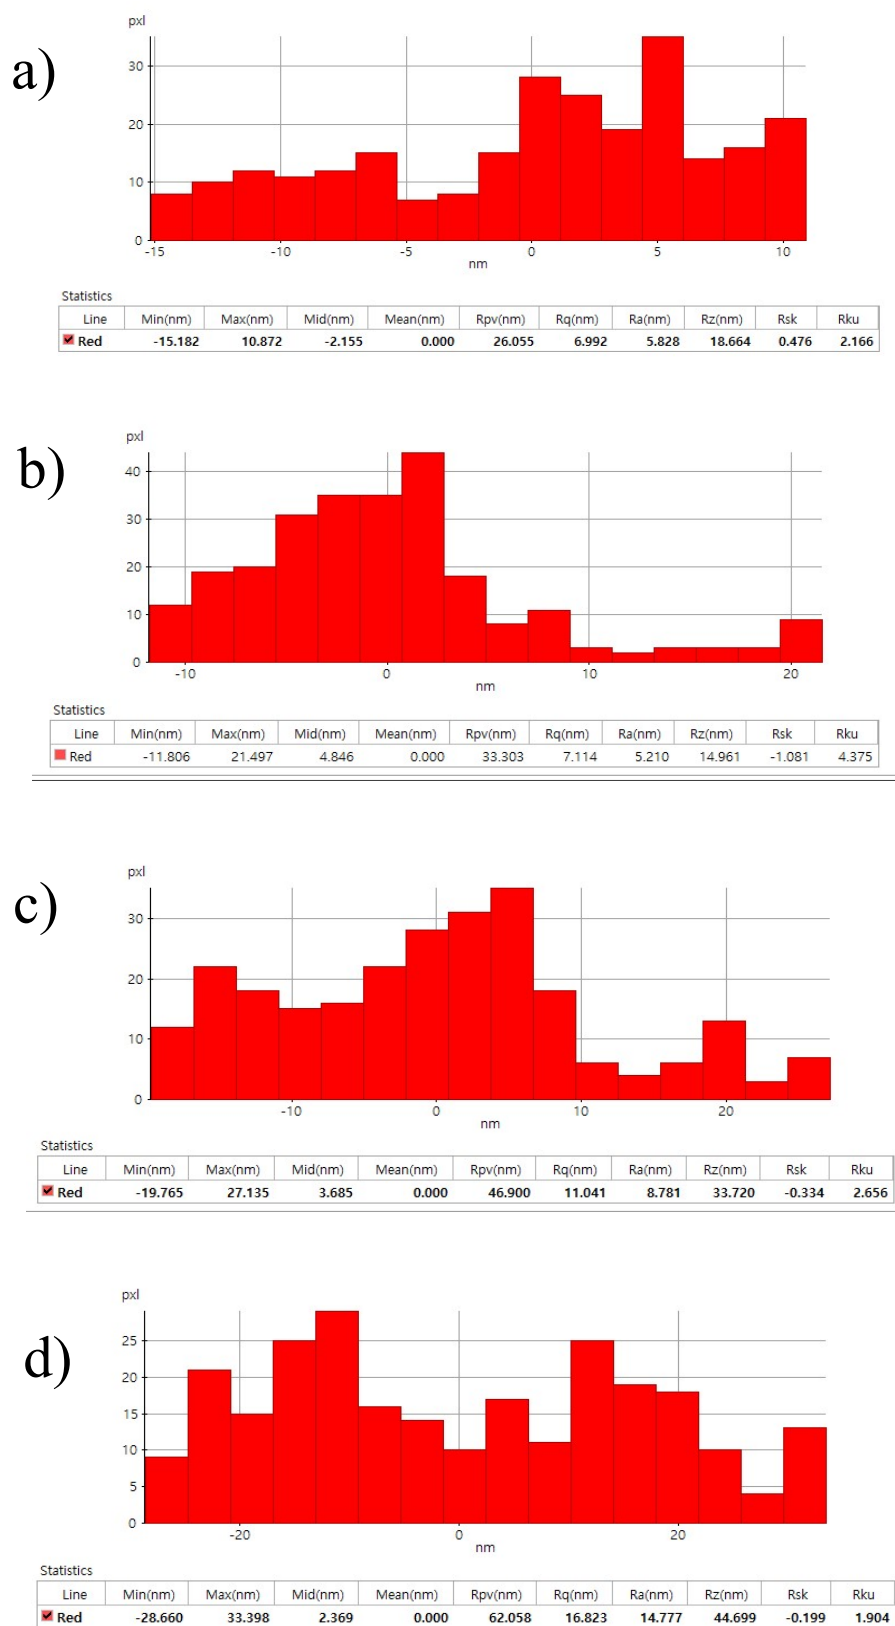 a)
pxl
30
20
10
0
-15 -10 -5 0 5 10
nm
Statistics
Line Min(nm) Max(nm) Mid(nm) Mean(nm) Rpv(nm) Rq(nm) Ra(nm) Rz(nm) Rsk Rku
Red -15.182 10.872 -2.155 0.000 26.055 6.992 5.828 18.664 0.476 2.166
b)
pxl
40
30
20
10
0
-10 0 10 20
nm
Statistics
Line Min(nm) Max(nm) Mid(nm) Mean(nm) Rpv(nm) Rq(nm) Ra(nm) Rz(nm) Rsk Rku
Red -11.806 21.497 4.846 0.000 33.303 7.114 5.210 14.961 -1.081 4.375
c)
pxl
30
20
10
0
-10 0 10 20
nm
Statistics
Line Min(nm) Max(nm) Mid(nm) Mean(nm) Rpv(nm) Rq(nm) Ra(nm) Rz(nm) Rsk Rku
Red -19.765 27.135 3.685 0.000 46.900 11.041 8.781 33.720 -0.334 2.656
d)
pxl
25
20
15
10
5
0
-20 0 20
nm
Statistics
Line Min(nm) Max(nm) Mid(nm) Mean(nm) Rpv(nm) Rq(nm) Ra(nm) Rz(nm) Rsk Rku
Red -28.660 33.398 2.369 0.000 62.058 16.823 14.777 44.699 -0.199 1.904